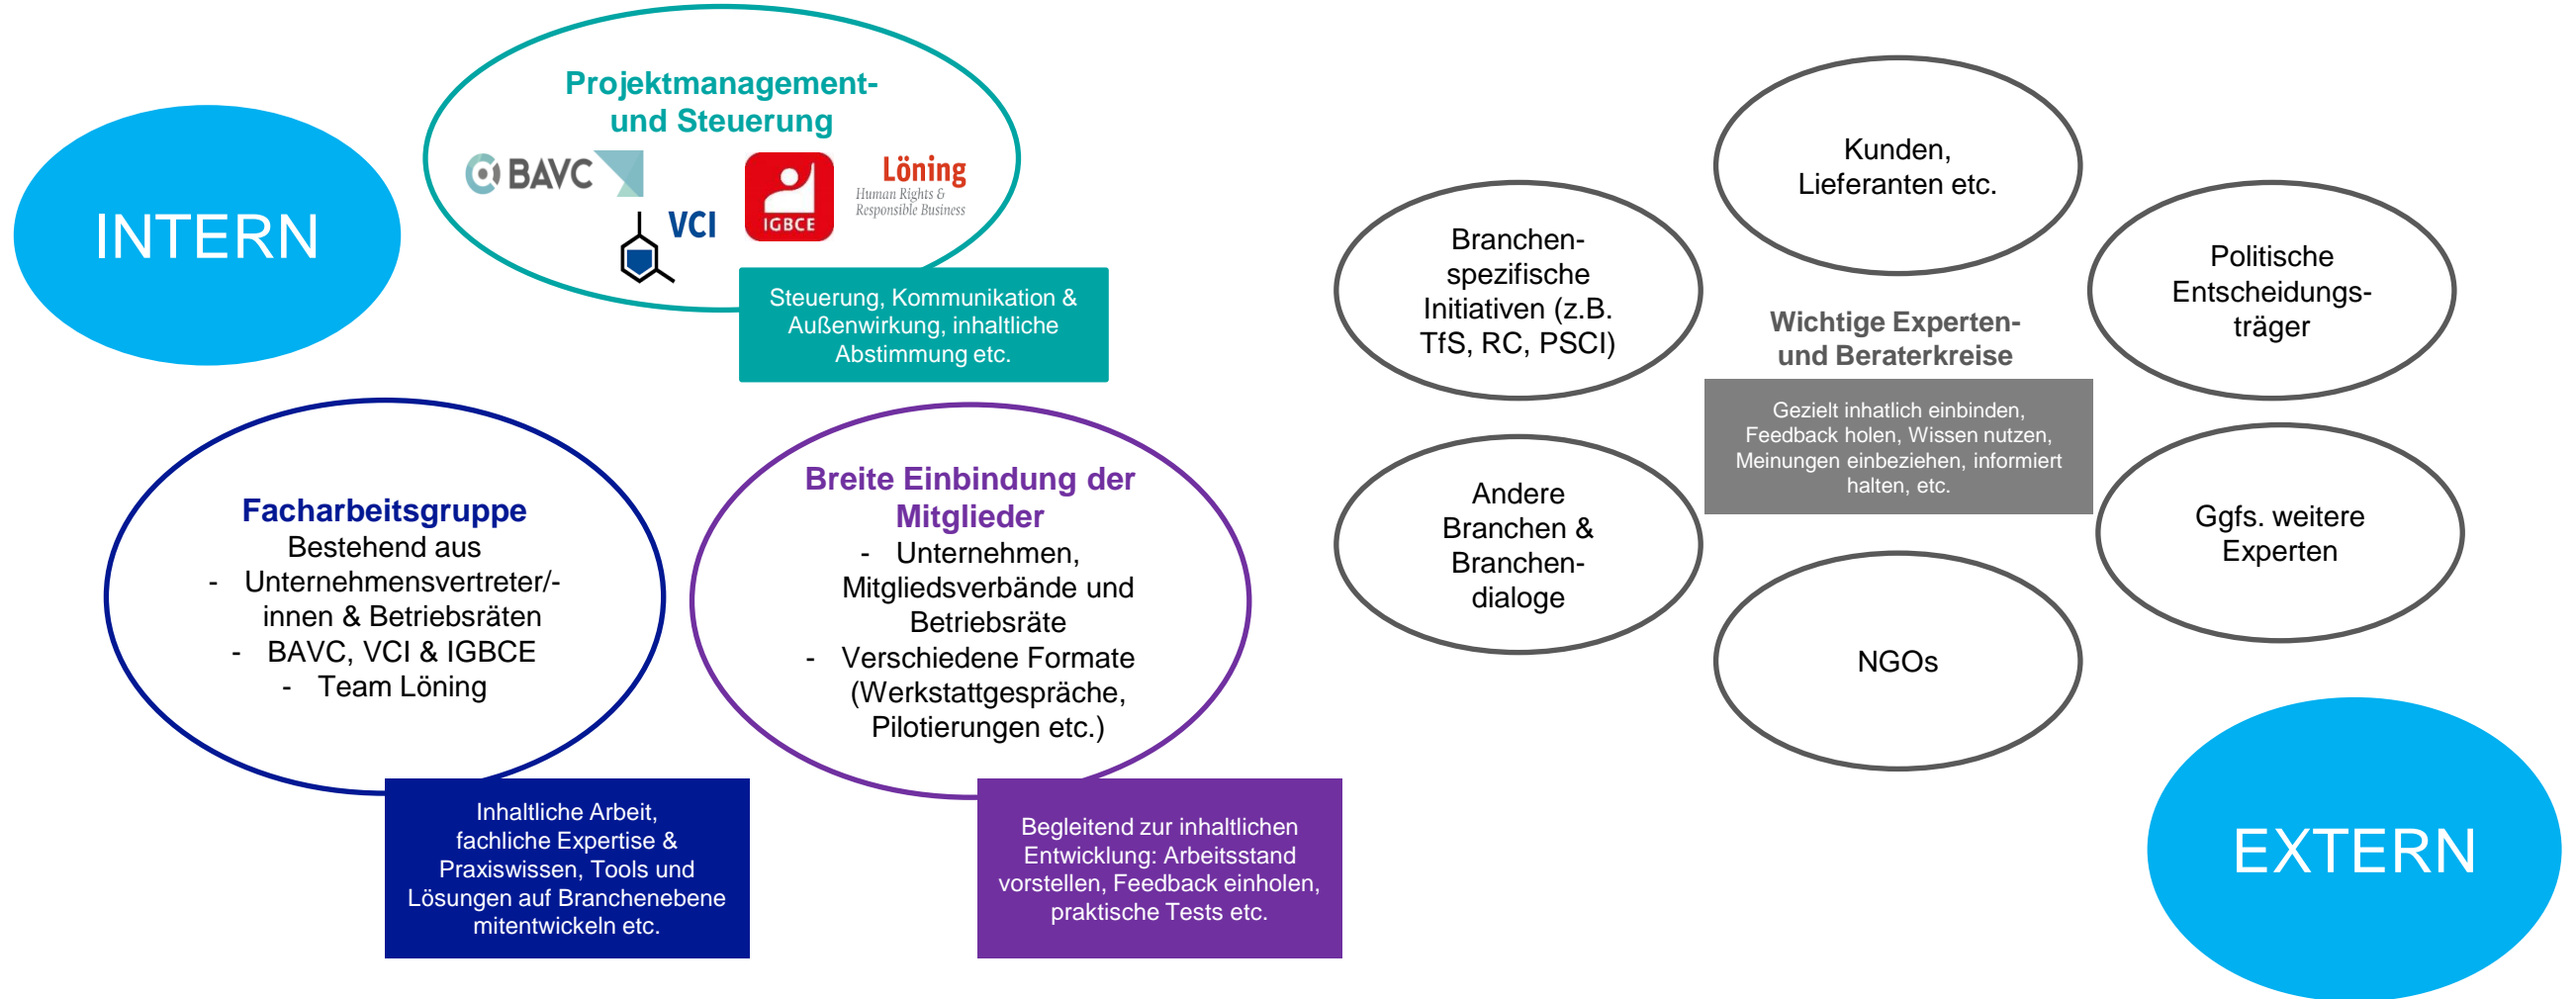 INTERN
Projektmanagement-
und Steuerung
BAVC
VCI
IGBCE
Löning
Human Rights &
Responsible Business
Steuerung, Kommunikation &
Außenwirkung, inhaltliche
Abstimmung etc.
Facharbeitsgruppe
Bestehend aus
- Unternehmensvertreter/-
innen & Betriebsräten
- BAVC, VCI & IGBCE
- Team Löning
Inhaltliche Arbeit,
fachliche Expertise &
Praxiswissen, Tools und
Lösungen auf Branchenebene
mitentwickeln etc.
Breite Einbindung der
Mitglieder
- Unternehmen,
Mitgliedsverbände und
Betriebsräte
- Verschiedene Formate
(Werkstattgespräche,
Pilotierungen etc.)
Begleitend zur inhaltlichen
Entwicklung: Arbeitsstand
vorstellen, Feedback einholen,
praktische Tests etc.
Kunden,
Lieferanten etc.
Branchen-
spezifische
Initiativen (z.B.
TfS, RC, PSCI)
Politische
Entscheidungs-
träger
Wichtige Experten-
und Beraterkreise
Gezielt inhatlich einbinden,
Feedback holen, Wissen nutzen,
Meinungen einbeziehen, informiert
halten, etc.
Andere
Branchen &
Branchen-
dialoge
Ggfs. weitere
Experten
NGOs
EXTERN